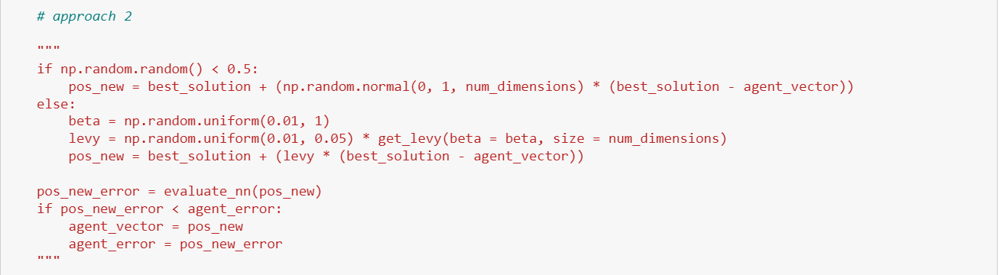 # approach 2
"""
if np.random.random() < 0.5:
    pos_new = best_solution + (np.random.normal(0, 1, num_dimensions) * (best_solution - agent_vector))
else:
    beta = np.random.uniform(0.01, 1)
    levy = np.random.uniform(0.01, 0.05) * get_levy(beta = beta, size = num_dimensions)
    pos_new = best_solution + (levy * (best_solution - agent_vector))
pos_new_error = evaluate_nn(pos_new)
if pos_new_error < agent_error:
    agent_vector = pos_new
    agent_error = pos_new_error
"""